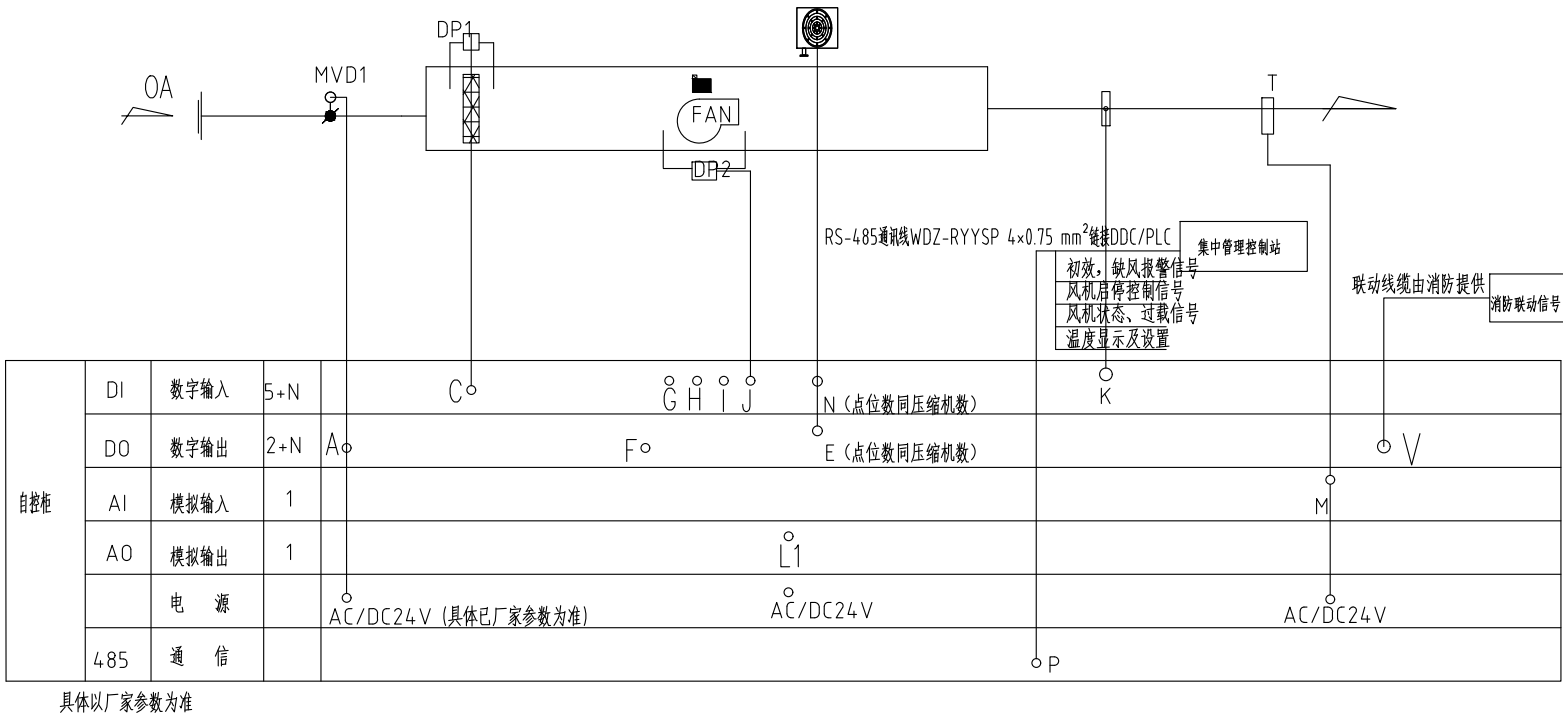 DP1
OA
MVD1
FAN
T
DP2
RS-485通讯线WDZ-RYYSP 4×0.75 mm²链接DDC/PLC
集中管理控制站
初效，缺风报警信号
风机启停控制信号
风机状态、过载信号
温度显示及设置
联动线缆由消防提供
消防联动信号
自控柜
DI 数字输入 5+N C G H I J N（点位数同压缩机数） K
DO 数字输出 2+N A F E（点位数同压缩机数） V
AI 模拟输入 1 M
AO 模拟输出 1 L1
电 源 AC/DC24V（具体已厂家参数为准） AC/DC24V AC/DC24V
485 通 信 P
具体以厂家参数为准